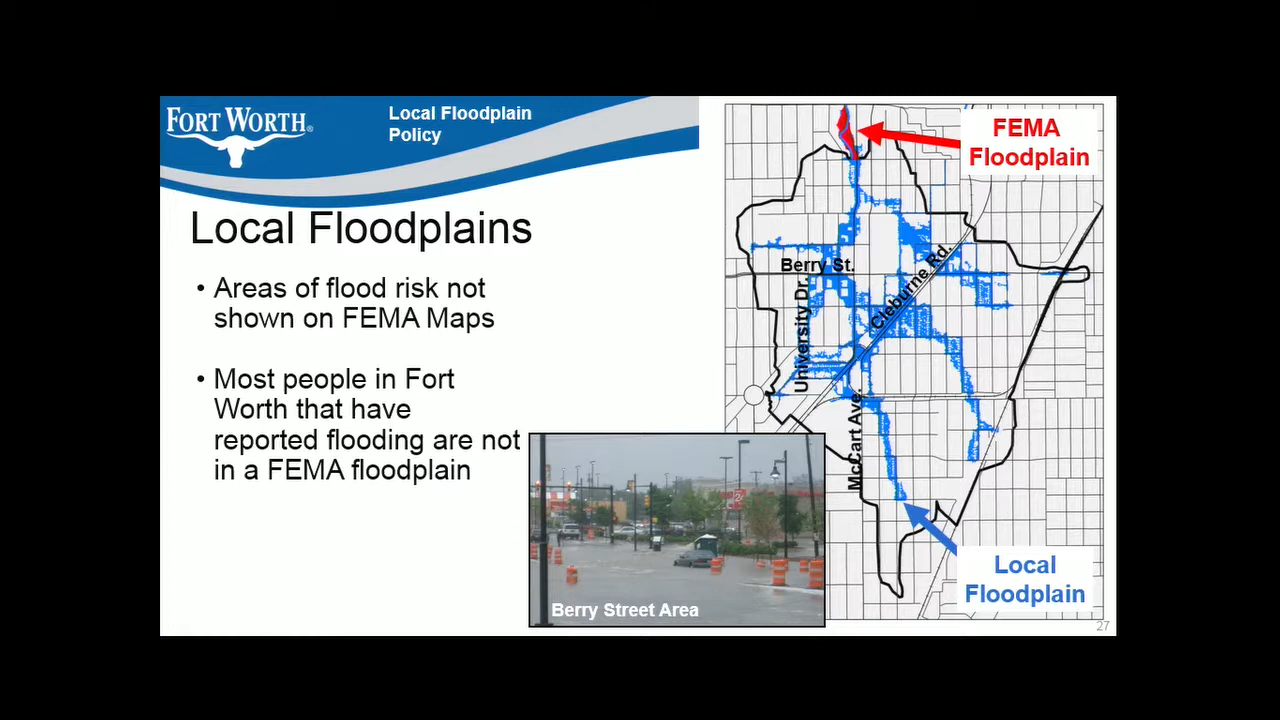 FORT WORTH®
Local Floodplain
Policy
Local Floodplains
• Areas of flood risk not
shown on FEMA Maps
• Most people in Fort
Worth that have
reported flooding are not
in a FEMA floodplain
FEMA
Floodplain
Berry St.
University Dr.
Cleburne Rd.
McCart Ave.
Local
Floodplain
Berry Street Area
27